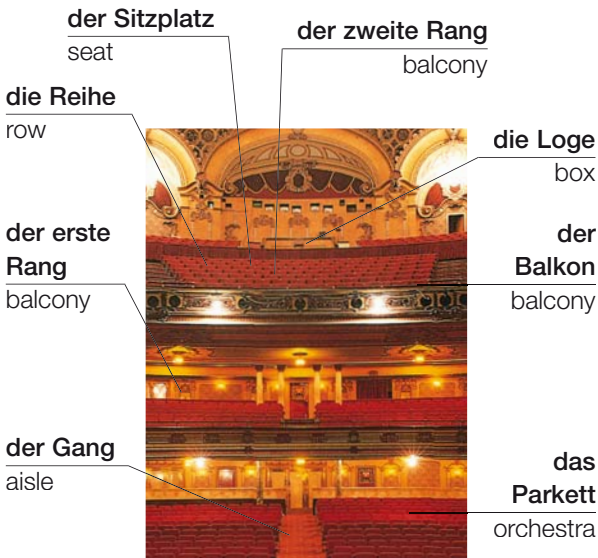 der Sitzplatz
seat
der zweite Rang
balcony
die Reihe
row
die Loge
box
der erste
Rang
balcony
der
Balkon
balcony
der Gang
aisle
das
Parkett
orchestra